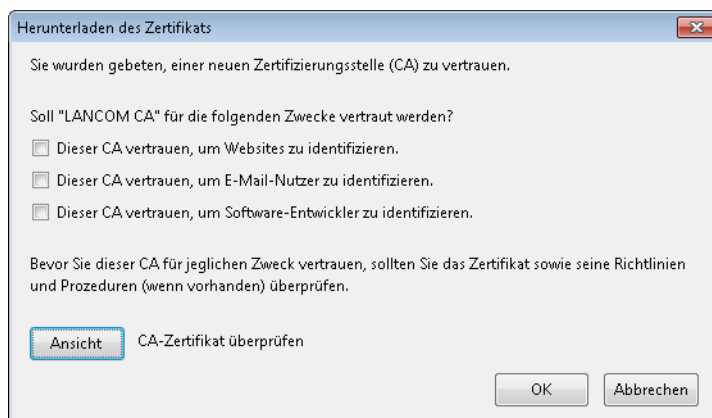 Herunterladen des Zertifikats
Sie wurden gebeten, einer neuen Zertifizierungsstelle (CA) zu vertrauen.
Soll "LANCOM CA" für die folgenden Zwecke vertraut werden?
Dieser CA vertrauen, um Websites zu identifizieren.
Dieser CA vertrauen, um E-Mail-Nutzer zu identifizieren.
Dieser CA vertrauen, um Software-Entwickler zu identifizieren.
Bevor Sie dieser CA für jeglichen Zweck vertrauen, sollten Sie das Zertifikat sowie seine Richtlinien
und Prozeduren (wenn vorhanden) überprüfen.
Ansicht CA-Zertifikat überprüfen
OK Abbrechen